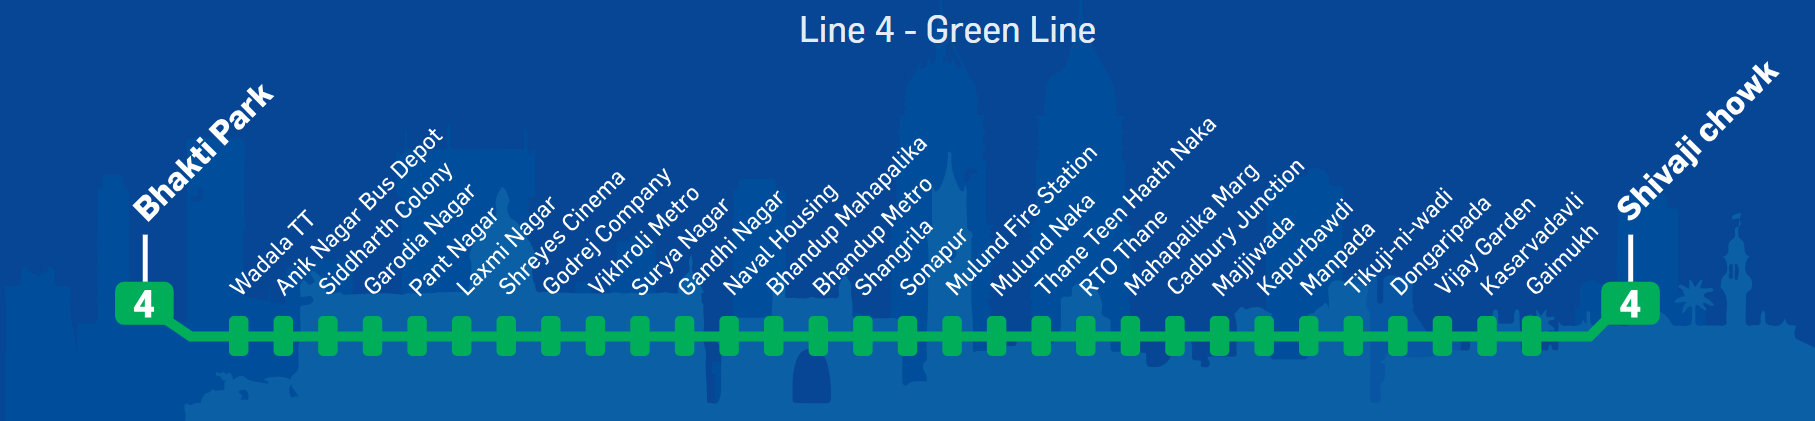 Line 4 - Green Line
Bhakti Park
4
Wadala TT
Anik Nagar Bus Depot
Siddharth Colony
Garodia Nagar
Pant Nagar
Laxmi Nagar
Shreyes Cinema
Godrej Company
Vikhroli Metro
Surya Nagar
Gandhi Nagar
Naval Housing
Bhandup Mahapalika
Bhandup Metro
Shangrila
Sonapur
Mulund Fire Station
Mulund Naka
Thane Teen Haath Naka
RTO Thane
Mahapalika Marg
Cadbury Junction
Majjiwada
Kapurbawdi
Manpada
Tikuji-ni-wadi
Dongaripada
Vijay Garden
Kasarvadavli
Gaimukh
Shivaji chowk
4